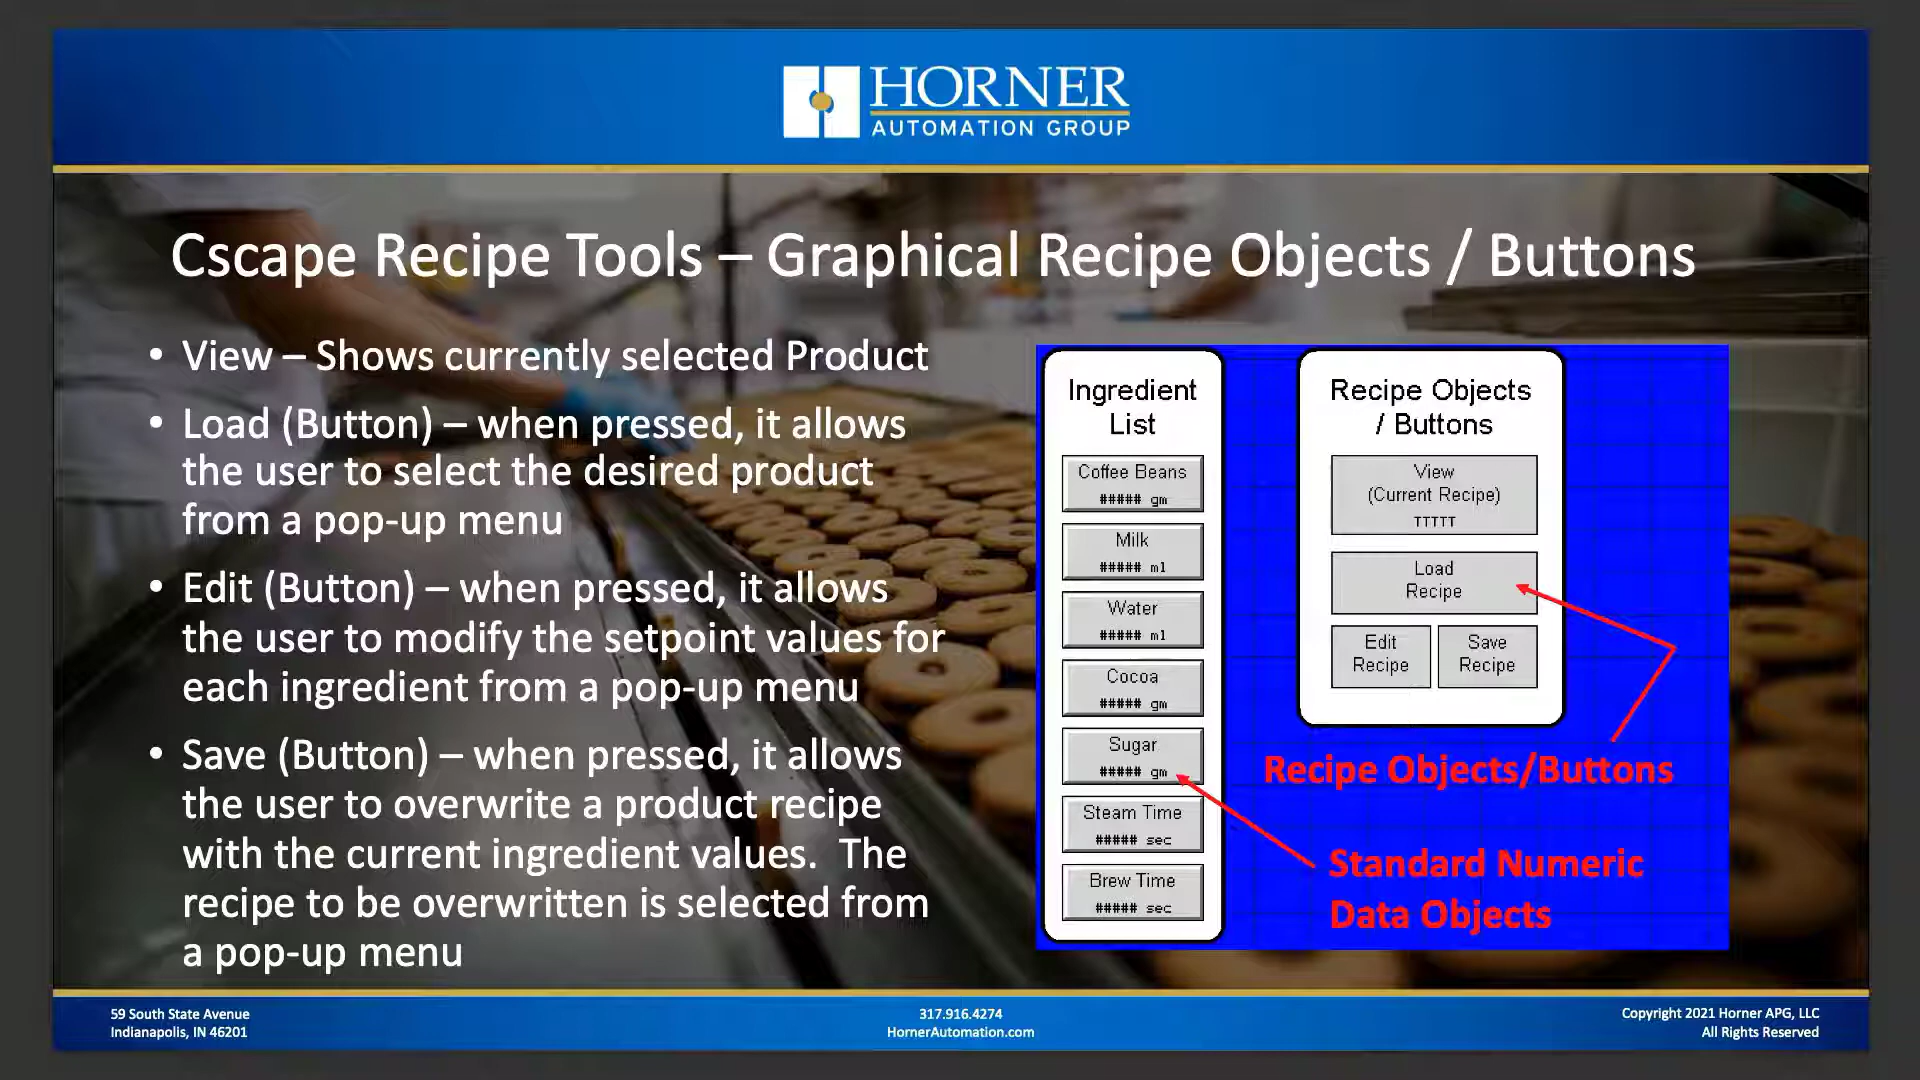 HORNER
AUTOMATION GROUP
Cscape Recipe Tools – Graphical Recipe Objects / Buttons
• View – Shows currently selected Product
• Load (Button) – when pressed, it allows
the user to select the desired product
from a pop-up menu
• Edit (Button) – when pressed, it allows
the user to modify the setpoint values for
each ingredient from a pop-up menu
• Save (Button) – when pressed, it allows
the user to overwrite a product recipe
with the current ingredient values.  The
recipe to be overwritten is selected from
a pop-up menu
Ingredient
List
Coffee Beans
##### gm
Milk
##### ml
Water
##### ml
Cocoa
##### gm
Sugar
##### gm
Steam Time
##### sec
Brew Time
##### sec
Recipe Objects
/ Buttons
View
(Current Recipe)
TTTTT
Load
Recipe
Edit
Recipe
Save
Recipe
Recipe Objects/Buttons
Standard Numeric
Data Objects
59 South State Avenue
Indianapolis, IN 46201
317.916.4274
HornerAutomation.com
Copyright 2021 Horner APG, LLC
All Rights Reserved